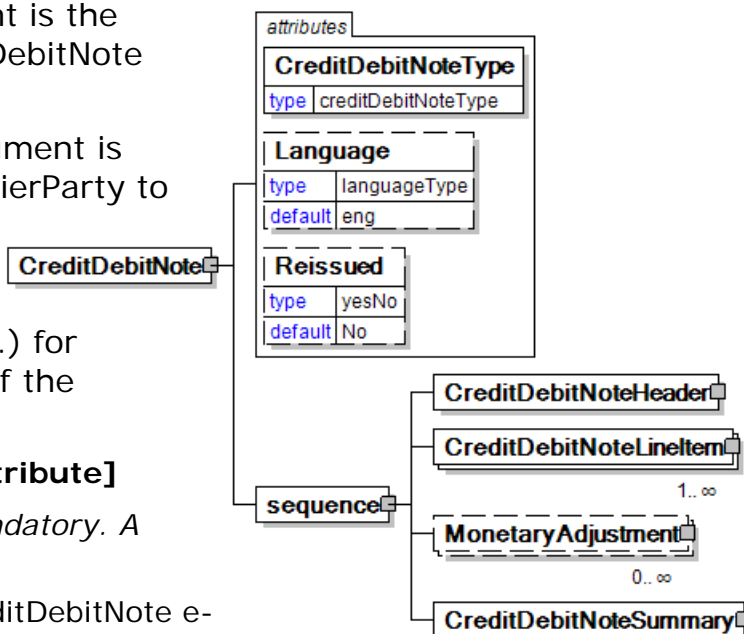 nt is the
DebitNote
ument is
ierParty to
.) for
f the
tribute]
ndatory. A
ditDebitNote e-
CreditDebitNote
attributes
CreditDebitNoteType
type creditDebitNoteType
Language
type languageType
default eng
Reissued
type yesNo
default No
sequence
CreditDebitNoteHeader
CreditDebitNoteLineItem
1.. ∞
MonetaryAdjustment
0.. ∞
CreditDebitNoteSummary